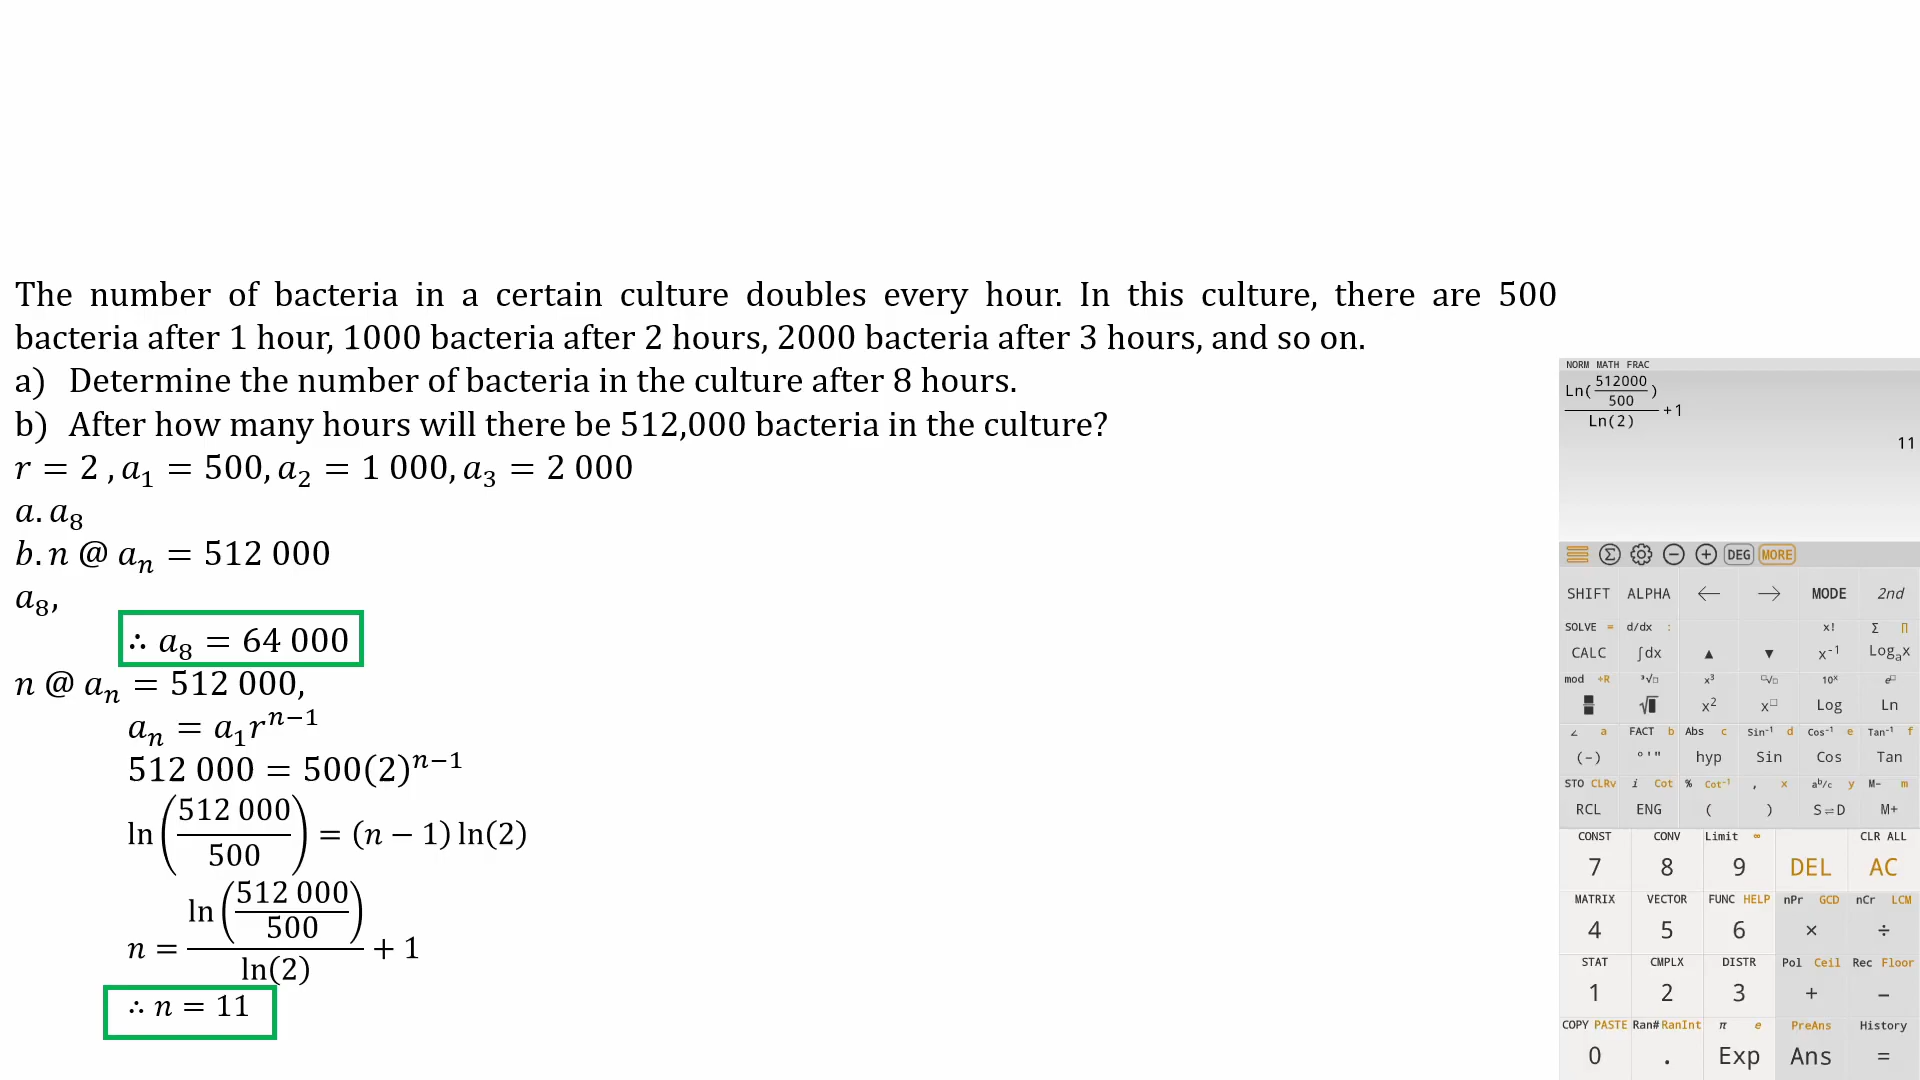 The number of bacteria in a certain culture doubles every hour. In this culture, there are 500
bacteria after 1 hour, 1000 bacteria after 2 hours, 2000 bacteria after 3 hours, and so on.
a) Determine the number of bacteria in the culture after 8 hours.
b) After how many hours will there be 512,000 bacteria in the culture?
r = 2 , a₁ = 500, a₂ = 1 000, a₃ = 2 000
a. a₈
b. n @ aₙ = 512 000
a₈,
∴ a₈ = 64 000
n @ aₙ = 512 000,
aₙ = a₁rⁿ⁻¹
512 000 = 500(2)ⁿ⁻¹
ln(512 000/500) = (n − 1) ln(2)
n = ln(512 000/500)/ln(2) + 1
∴ n = 11
NORM MATH FRAC
Ln(512000/500)/Ln(2) +1
11
Σ − + DEG MORE
SHIFT ALPHA ← → MODE 2nd
SOLVE = d/dx : x! Σ ∏
CALC ∫dx ▲ ▼ x⁻¹ Logₐx
mod ÷R ³√□ x³ □√□ 10ˣ e□
√ x² x□ Log Ln
∠ a FACT b Abs c Sin⁻¹ d Cos⁻¹ e Tan⁻¹ f
(−) °'" hyp Sin Cos Tan
STO CLRv i Cot % Cot⁻¹ , x aᵇ/c y M− m
RCL ENG ( ) S⇌D M+
CONST CONV Limit ∞ CLR ALL
7 8 9 DEL AC
MATRIX VECTOR FUNC HELP nPr GCD nCr LCM
4 5 6 × ÷
STAT CMPLX DISTR Pol Ceil Rec Floor
1 2 3 + −
COPY PASTE Ran# RanInt π e PreAns History
0 . Exp Ans =